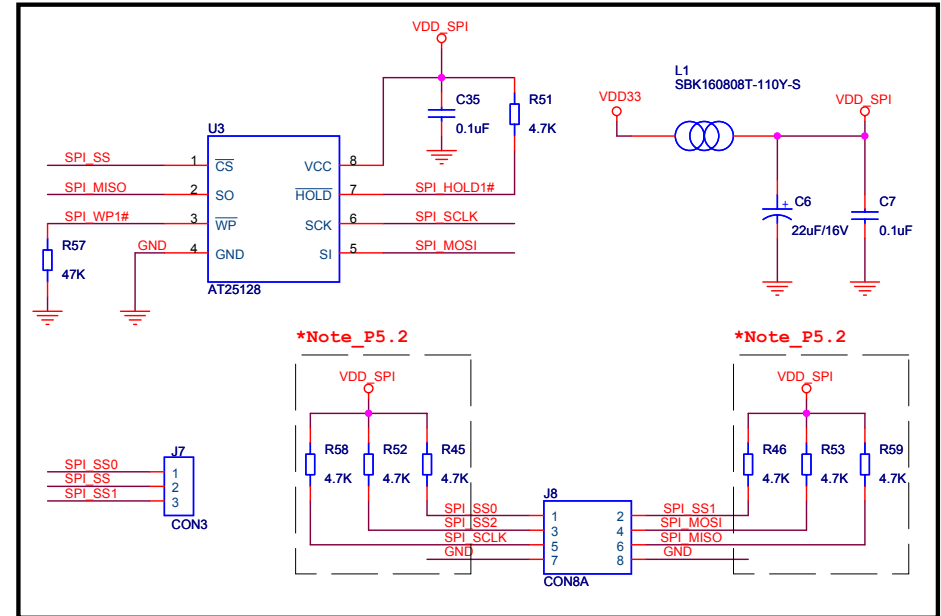 VDD_SPI
C35
0.1uF
R51
4.7K
L1
SBK160808T-110Y-S
VDD33
VDD_SPI
C6
22uF/16V
C7
0.1uF
U3
SPI_SS 1 CS VCC 8
SPI_MISO 2 SO HOLD 7 SPI_HOLD1#
SPI_WP1# 3 WP SCK 6 SPI_SCLK
GND 4 GND SI 5 SPI_MOSI
R57
47K
AT25128
+
*Note_P5.2
VDD_SPI
R58 R52 R45
4.7K 4.7K 4.7K
*Note_P5.2
VDD_SPI
R46 R53 R59
4.7K 4.7K 4.7K
J7
SPI_SS0 1
SPI_SS 2
SPI_SS1 3
CON3
J8
SPI_SS0 1 2 SPI_SS1
SPI_SS2 3 4 SPI_MOSI
SPI_SCLK 5 6 SPI_MISO
GND 7 8 GND
CON8A